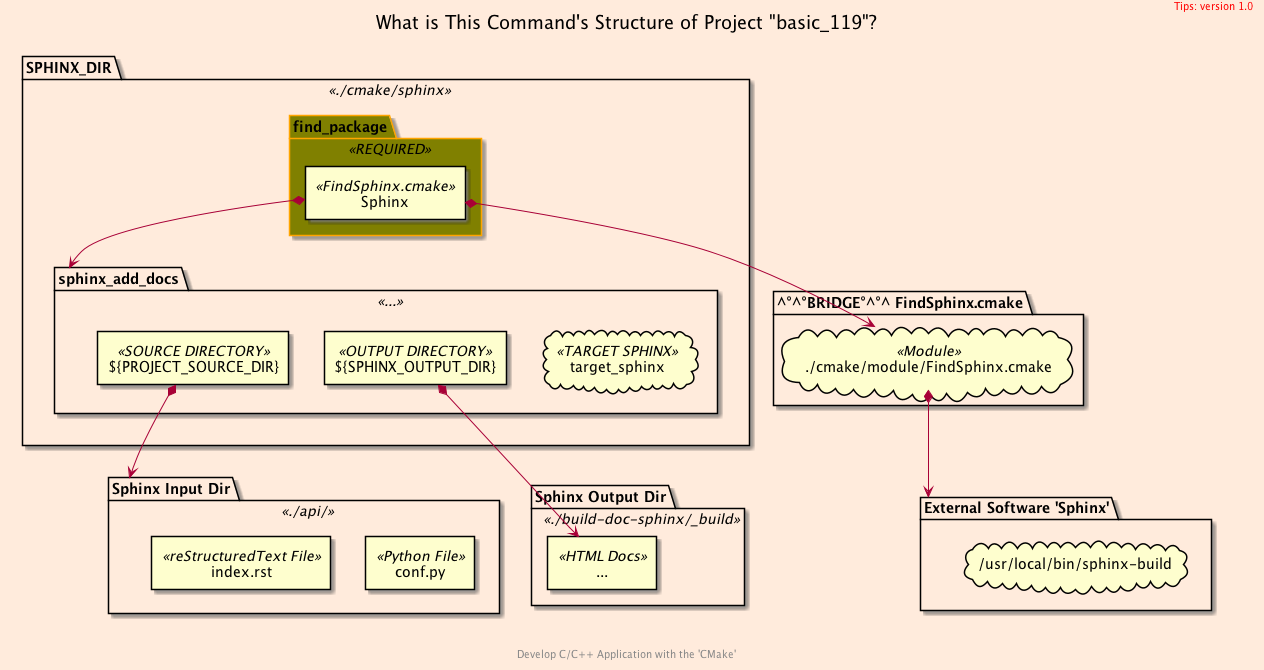 Tips: version 1.0
What is This Command's Structure of Project "basic_119"?
SPHINX_DIR
«./cmake/sphinx»
find_package
«REQUIRED»
«FindSphinx.cmake»
Sphinx
sphinx_add_docs
«...»
«SOURCE DIRECTORY»
${PROJECT_SOURCE_DIR}
«OUTPUT DIRECTORY»
${SPHINX_OUTPUT_DIR}
«TARGET SPHINX»
target_sphinx
^°^°BRIDGE°^°^ FindSphinx.cmake
«Module»
./cmake/module/FindSphinx.cmake
Sphinx Input Dir
«./api/»
«reStructuredText File»
index.rst
«Python File»
conf.py
Sphinx Output Dir
«./build-doc-sphinx/_build»
«HTML Docs»
...
External Software 'Sphinx'
/usr/local/bin/sphinx-build
Develop C/C++ Application with the 'CMake'